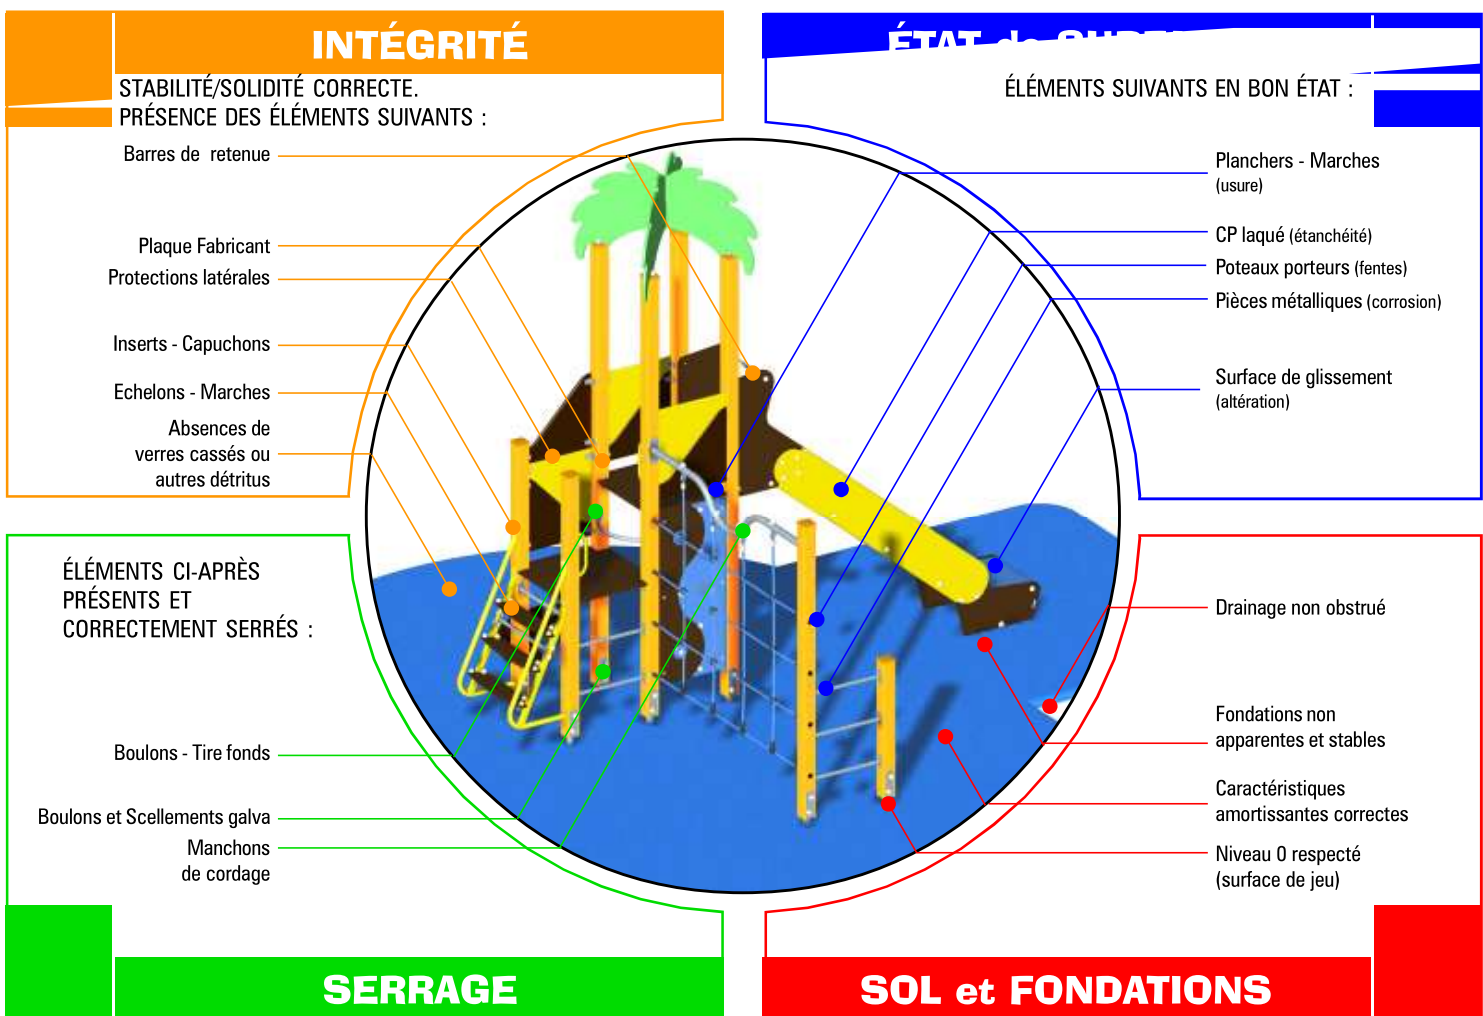 INTÉGRITÉ
STABILITÉ/SOLIDITÉ CORRECTE.
PRÉSENCE DES ÉLÉMENTS SUIVANTS :
Barres de retenue
Plaque Fabricant
Protections latérales
Inserts - Capuchons
Echelons - Marches
Absences de
verres cassés ou
autres détritus
ÉTAT de
ÉLÉMENTS SUIVANTS EN BON ÉTAT :
Planchers - Marches
(usure)
CP laqué (étanchéité)
Poteaux porteurs (fentes)
Pièces métalliques (corrosion)
Surface de glissement
(altération)
ÉLÉMENTS CI-APRÈS
PRÉSENTS ET
CORRECTEMENT SERRÉS :
Boulons - Tire fonds
Boulons et Scellements galva
Manchons
de cordage
SERRAGE
Drainage non obstrué
Fondations non
apparentes et stables
Caractéristiques
amortissantes correctes
Niveau 0 respecté
(surface de jeu)
SOL et FONDATIONS